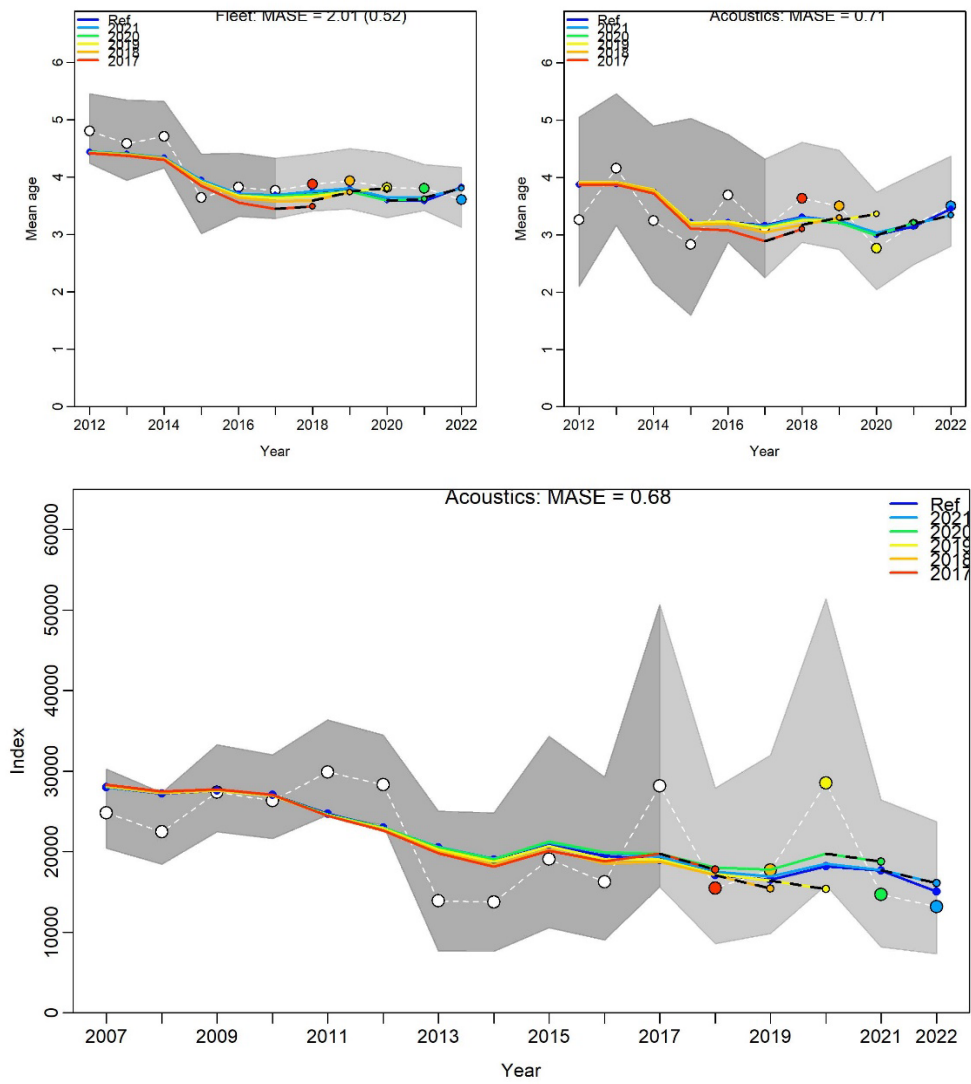 Fleet: MASE = 2.01 (0.52)
Ref
2021
2020
2019
2018
2017
6
5
4
3
2
1
0
Mean age
2012 2014 2016 2018 2020 2022
Year
Acoustics: MASE = 0.71
Ref
2021
2020
2019
2018
2017
6
5
4
3
2
1
0
Mean age
2012 2014 2016 2018 2020 2022
Year
Acoustics: MASE = 0.68
Ref
2021
2020
2019
2018
2017
60000
50000
40000
30000
20000
10000
0
Index
2007 2009 2011 2013 2015 2017 2019 2021 2022
Year